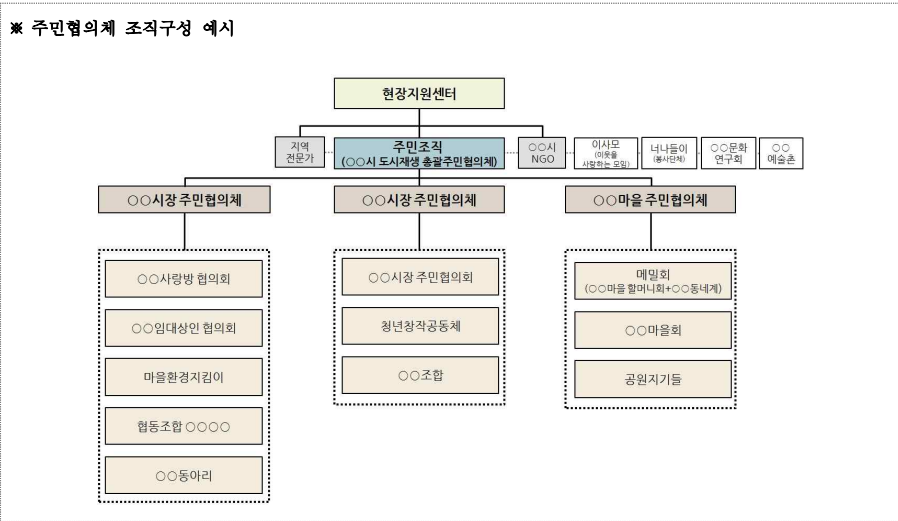 ※ 주민협의체 조직구성 예시
현장지원센터
지역
전문가
주민조직
(○○시 도시재생 총괄주민협의체)
○○시
NGO
이사모
(이웃을
사랑하는 모임)
너나들이
(봉사단체)
○○문화
연구회
○○
예술촌
○○시장 주민협의체
○○시장 주민협의체
○○마을 주민협의체
○○사랑방 협의회
○○임대상인 협의회
마을환경지킴이
협동조합 ○○○○
○○동아리
○○시장 주민협의회
청년창작공동체
○○조합
메밀회
(○○마을 할머니회+○○동네계)
○○마을회
공원지기들